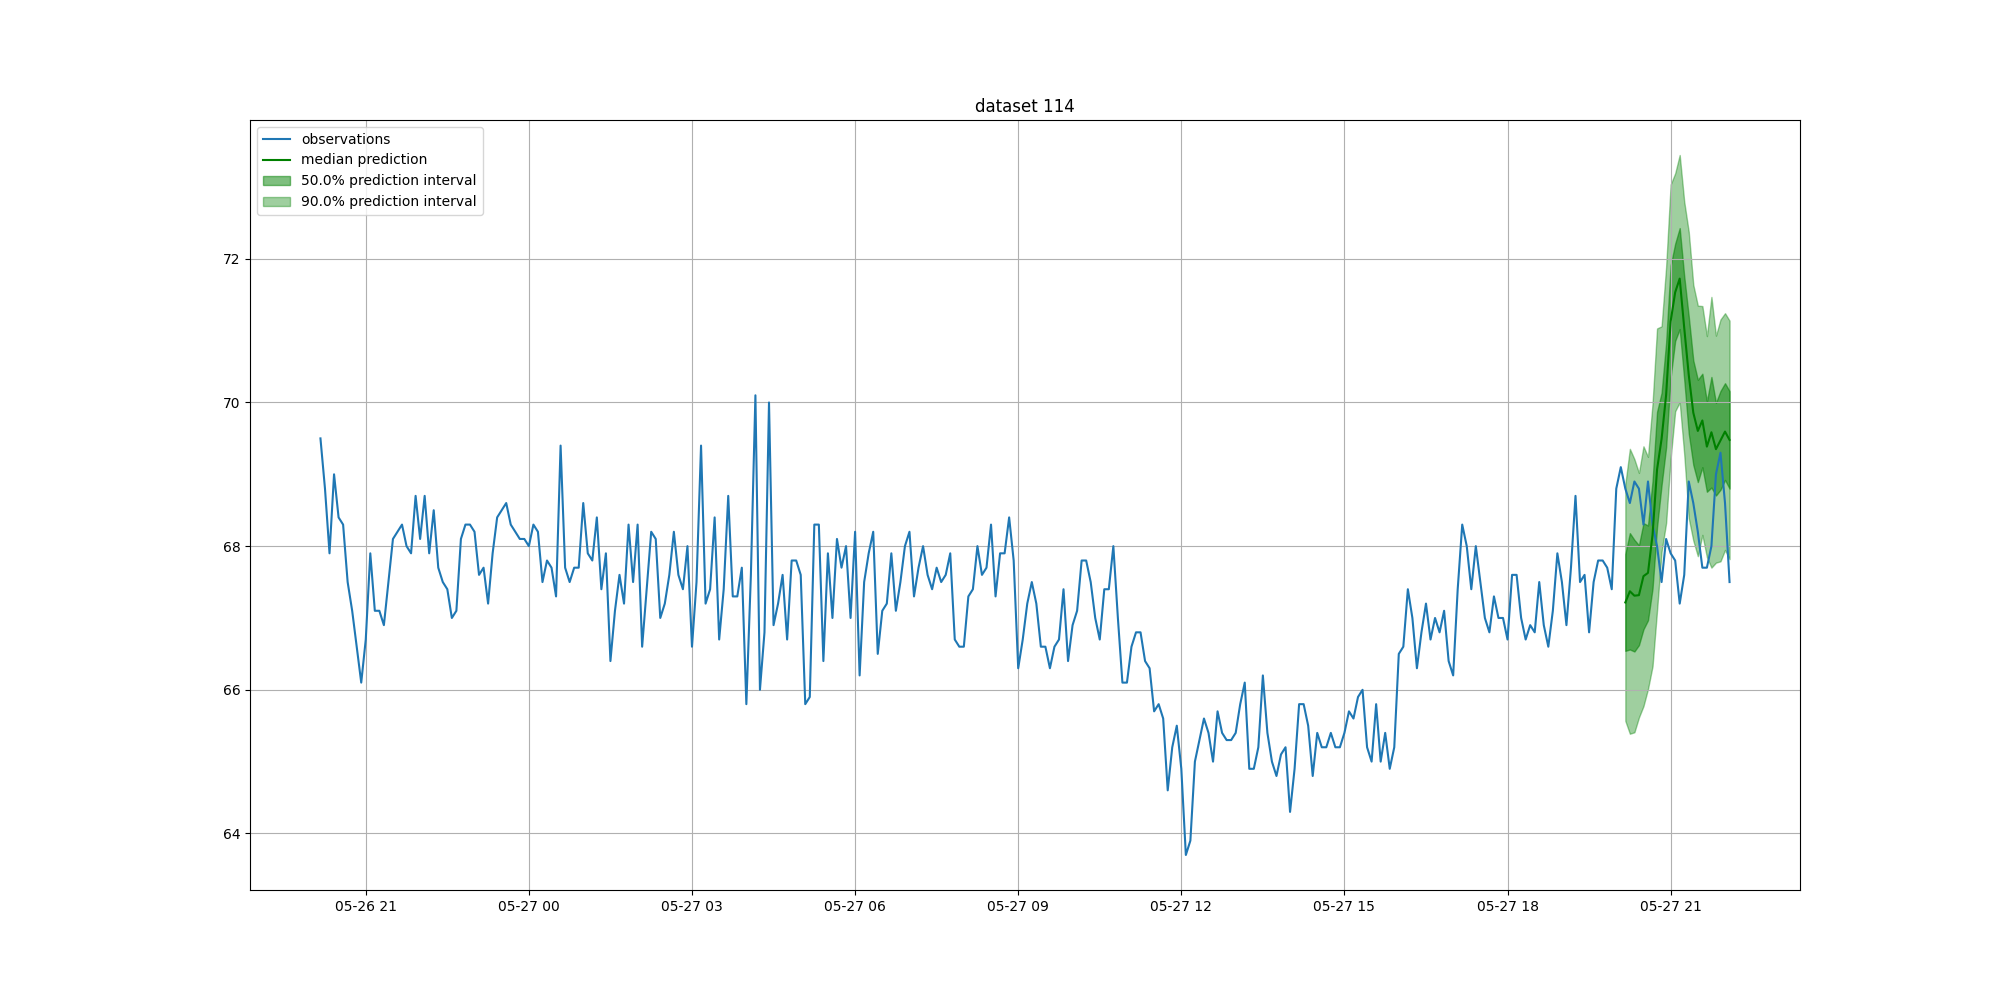 dataset 114
observations
median prediction
50.0% prediction interval
90.0% prediction interval
72
70
68
66
64
05-26 21
05-27 00
05-27 03
05-27 06
05-27 09
05-27 12
05-27 15
05-27 18
05-27 21